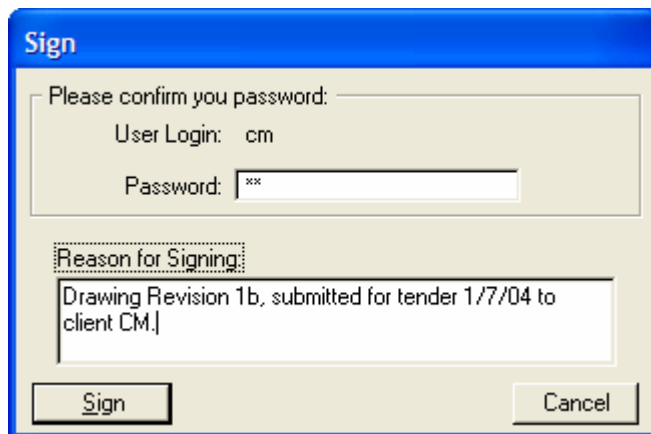 Sign
Please confirm you password:
User Login: cm
Password: **
Reason for Signing:
Drawing Revision 1b, submitted for tender 1/7/04 to
client CM.
Sign Cancel